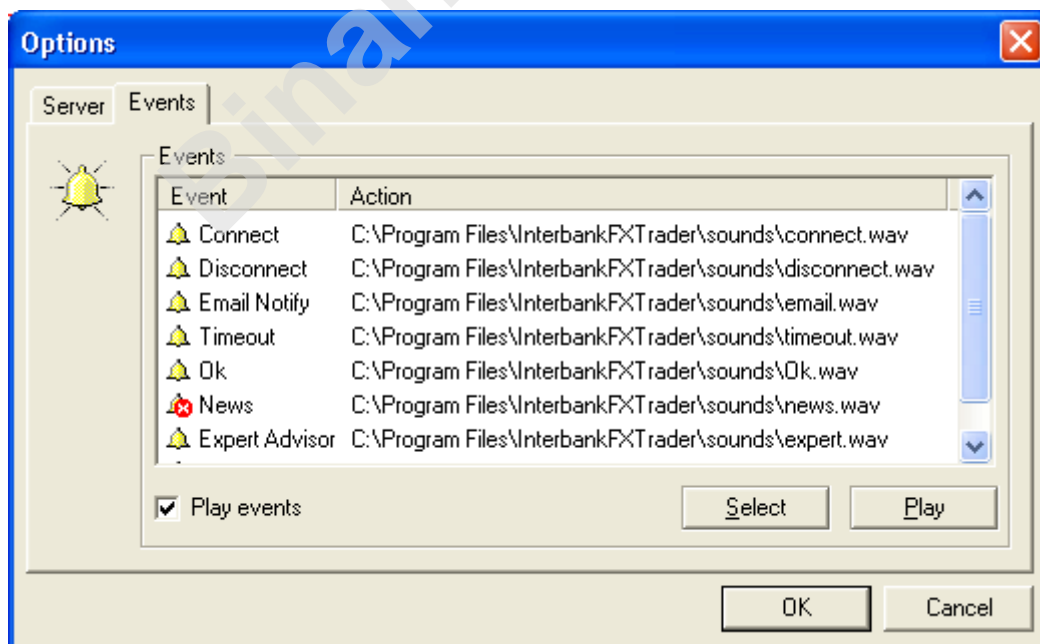 Options
Server Events
Events
Event Action
Connect C:\Program Files\InterbankFXTrader\sounds\connect.wav
Disconnect C:\Program Files\InterbankFXTrader\sounds\disconnect.wav
Email Notify C:\Program Files\InterbankFXTrader\sounds\email.wav
Timeout C:\Program Files\InterbankFXTrader\sounds\timeout.wav
Ok C:\Program Files\InterbankFXTrader\sounds\Ok.wav
News C:\Program Files\InterbankFXTrader\sounds\news.wav
Expert Advisor C:\Program Files\InterbankFXTrader\sounds\expert.wav
Play events Select Play
OK Cancel